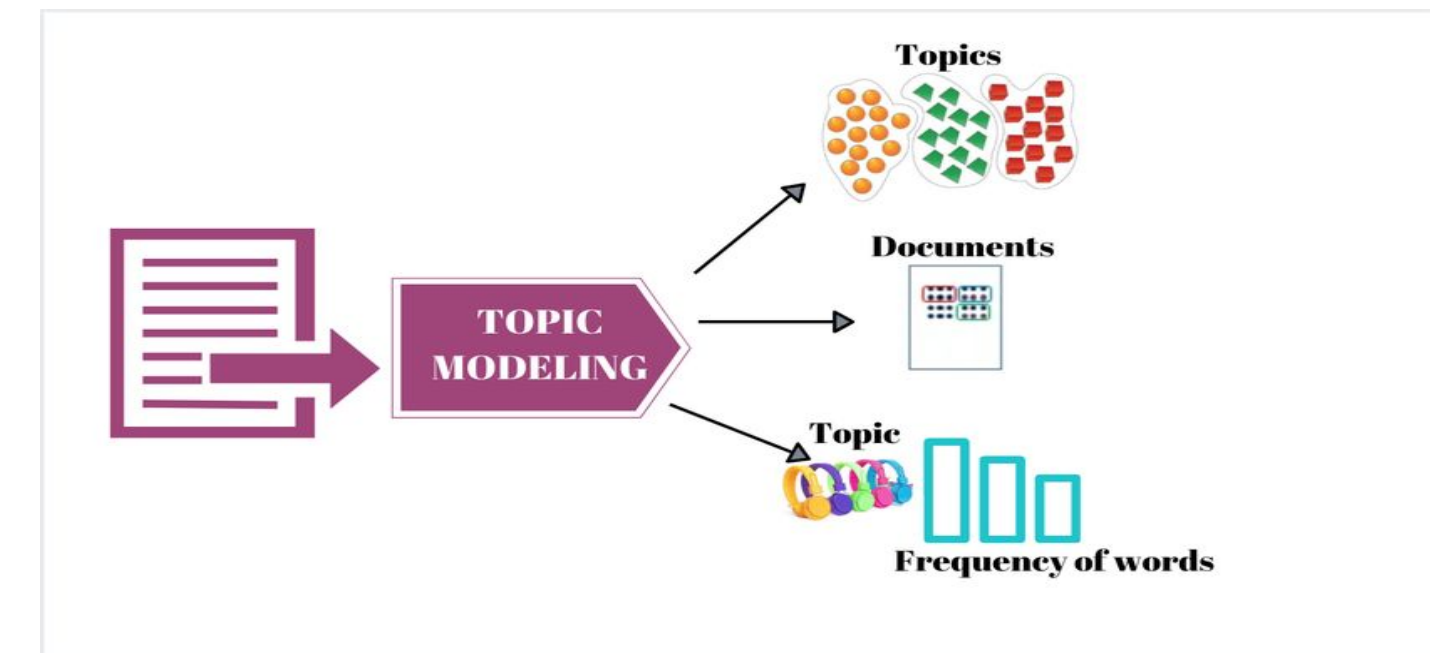 Topics
Documents
TOPIC
MODELING
Topic
Frequency of words